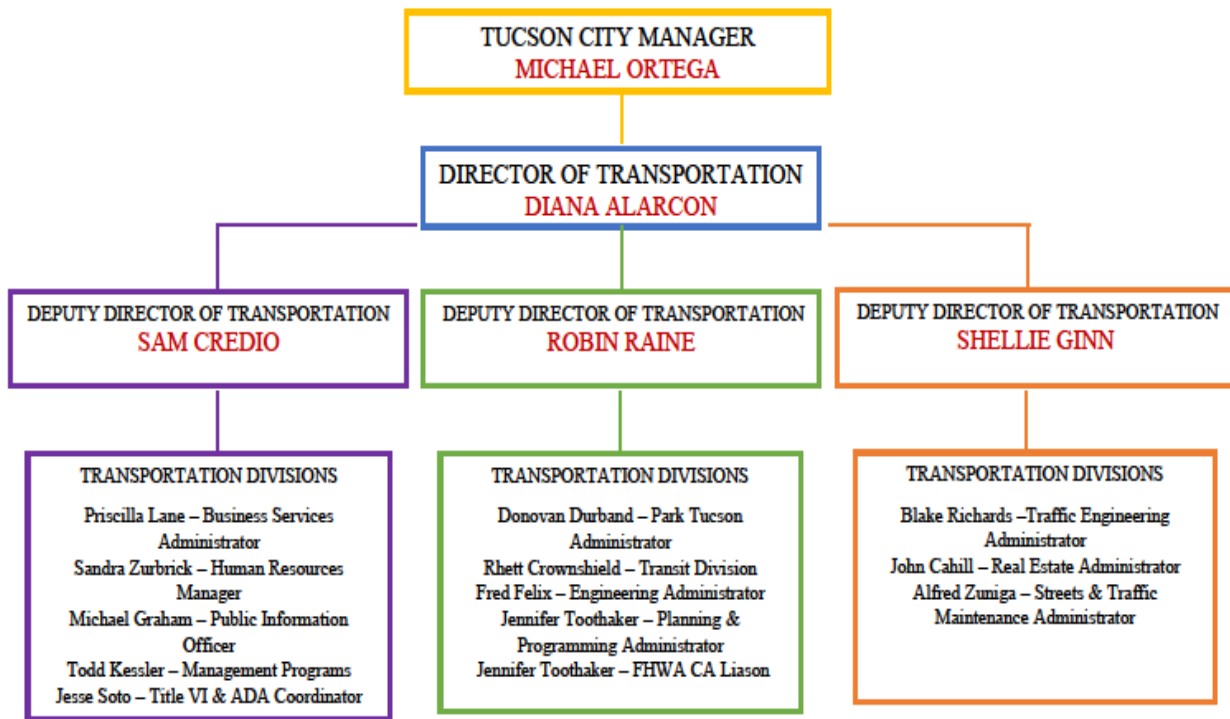 TUCSON CITY MANAGER
MICHAEL ORTEGA
DIRECTOR OF TRANSPORTATION
DIANA ALARCON
DEPUTY DIRECTOR OF TRANSPORTATION
SAM CREDIO
DEPUTY DIRECTOR OF TRANSPORTATION
ROBIN RAINE
DEPUTY DIRECTOR OF TRANSPORTATION
SHELLIE GINN
TRANSPORTATION DIVISIONS
Priscilla Lane – Business Services
Administrator
Sandra Zurbrick – Human Resources
Manager
Michael Graham – Public Information
Officer
Todd Kessler – Management Programs
Jesse Soto – Title VI & ADA Coordinator
TRANSPORTATION DIVISIONS
Donovan Durband – Park Tucson
Administrator
Rhett Crownshield – Transit Division
Fred Felix – Engineering Administrator
Jennifer Toothaker – Planning &
Programming Administrator
Jennifer Toothaker – FHWA CA Liason
TRANSPORTATION DIVISIONS
Blake Richards –Traffic Engineering
Administrator
John Cahill – Real Estate Administrator
Alfred Zuniga – Streets & Traffic
Maintenance Administrator